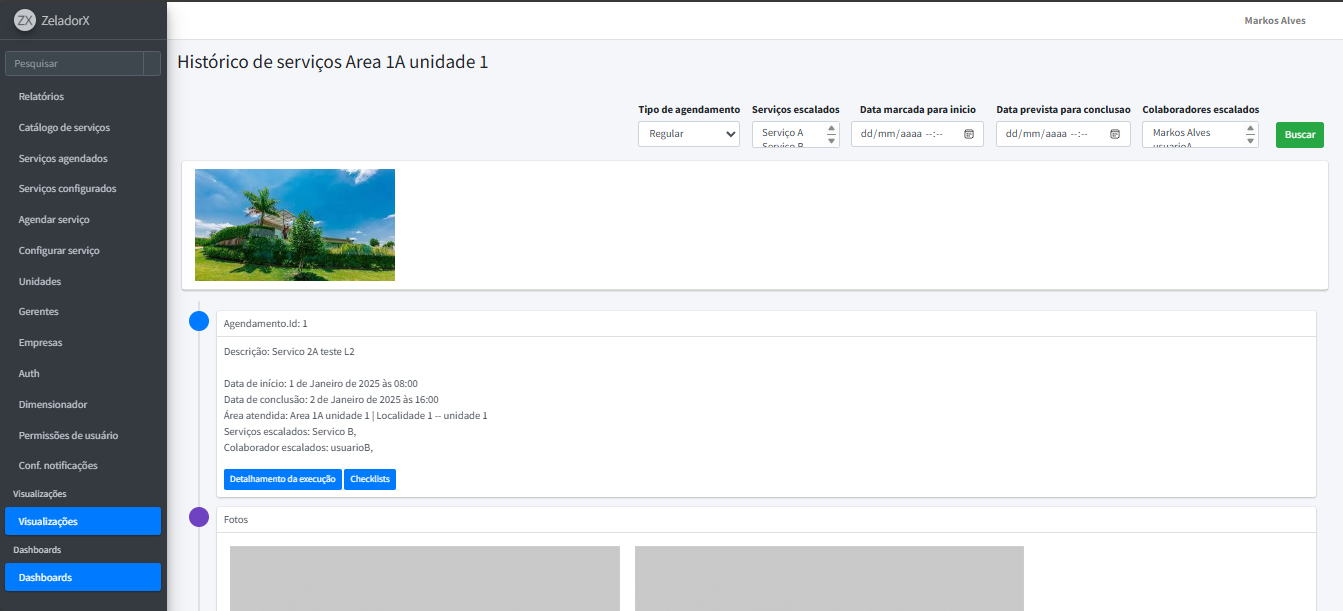 ZX ZeladorX
Markos Alves
Pesquisar
Relatórios
Catálogo de serviços
Serviços agendados
Serviços configurados
Agendar serviço
Configurar serviço
Unidades
Gerentes
Empresas
Auth
Dimensionador
Permissões de usuário
Conf. notificações
Visualizações
Visualizações
Dashboards
Dashboards
Histórico de serviços Area 1A unidade 1
Tipo de agendamento
Regular
Serviços escalados
Serviço A
Serviço B
Data marcada para inicio
dd/mm/aaaa --:--
Data prevista para conclusao
dd/mm/aaaa --:--
Colaboradores escalados
Markos Alves
usuarioA
Buscar
Agendamento.Id: 1
Descrição: Servico 2A teste L2
Data de início: 1 de Janeiro de 2025 às 08:00
Data de conclusão: 2 de Janeiro de 2025 às 16:00
Área atendida: Area 1A unidade 1 | Localidade 1 -- unidade 1
Serviços escalados: Servico B,
Colaborador escalados: usuarioB,
Detalhamento da execução
Checklists
Fotos